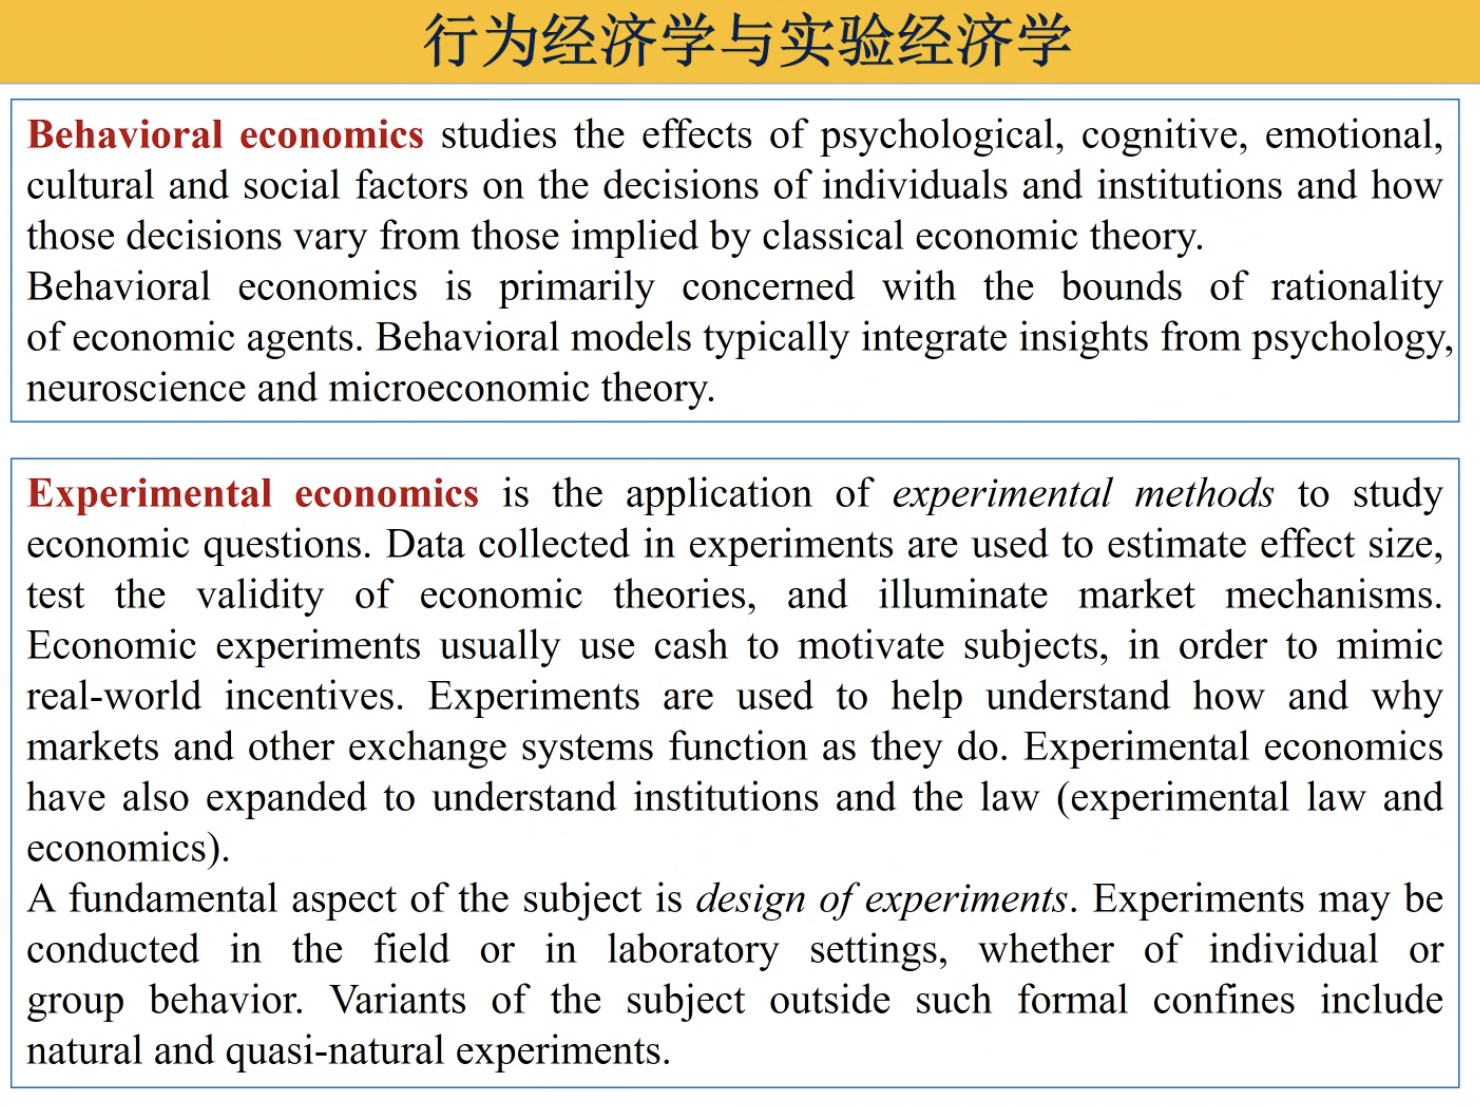 行为经济学与实验经济学
Behavioral economics studies the effects of psychological, cognitive, emotional,
cultural and social factors on the decisions of individuals and institutions and how
those decisions vary from those implied by classical economic theory.
Behavioral economics is primarily concerned with the bounds of rationality
of economic agents. Behavioral models typically integrate insights from psychology,
neuroscience and microeconomic theory.
Experimental economics is the application of experimental methods to study
economic questions. Data collected in experiments are used to estimate effect size,
test the validity of economic theories, and illuminate market mechanisms.
Economic experiments usually use cash to motivate subjects, in order to mimic
real-world incentives. Experiments are used to help understand how and why
markets and other exchange systems function as they do. Experimental economics
have also expanded to understand institutions and the law (experimental law and
economics).
A fundamental aspect of the subject is design of experiments. Experiments may be
conducted in the field or in laboratory settings, whether of individual or
group behavior. Variants of the subject outside such formal confines include
natural and quasi-natural experiments.